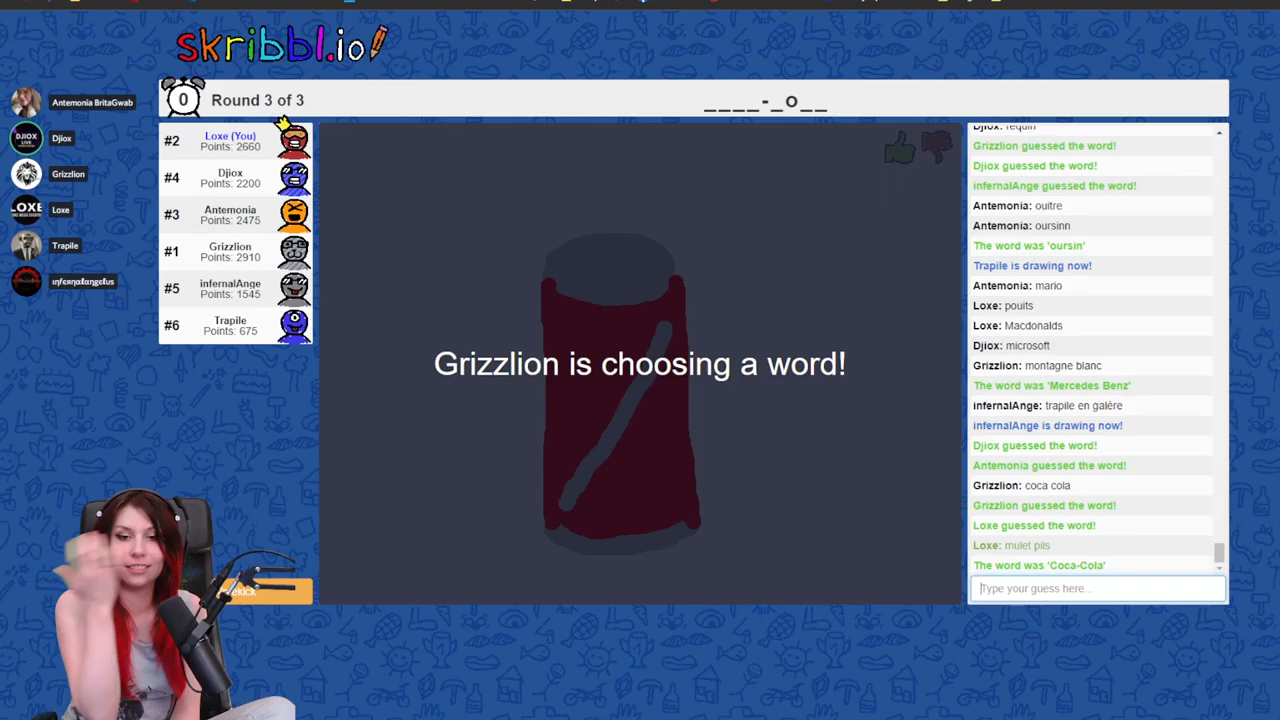 skribbl.io
Antemonia BritaGwab
Djiox
Grizzlion
Loxe
Trapile
0
Round 3 of 3
____-_o__
#2
Loxe (You)
Points: 2660
#4
Djiox
Points: 2200
#3
Antemonia
Points: 2475
#1
Grizzlion
Points: 2910
#5
infernalAnge
Points: 1545
#6
Trapile
Points: 675
Grizzlion is choosing a word!
Djiox: requin
Grizzlion guessed the word!
Djiox guessed the word!
infernalAnge guessed the word!
Antemonia: ouitre
Antemonia: oursinn
The word was 'oursin'
Trapile is drawing now!
Antemonia: mario
Loxe: pouits
Loxe: Macdonalds
Djiox: microsoft
Grizzlion: montagne blanc
The word was 'Mercedes Benz'
infernalAnge: trapile en galère
infernalAnge is drawing now!
Djiox guessed the word!
Antemonia guessed the word!
Grizzlion: coca cola
Grizzlion guessed the word!
Loxe guessed the word!
Loxe: mulet pils
The word was 'Coca-Cola'
Type your guess here...